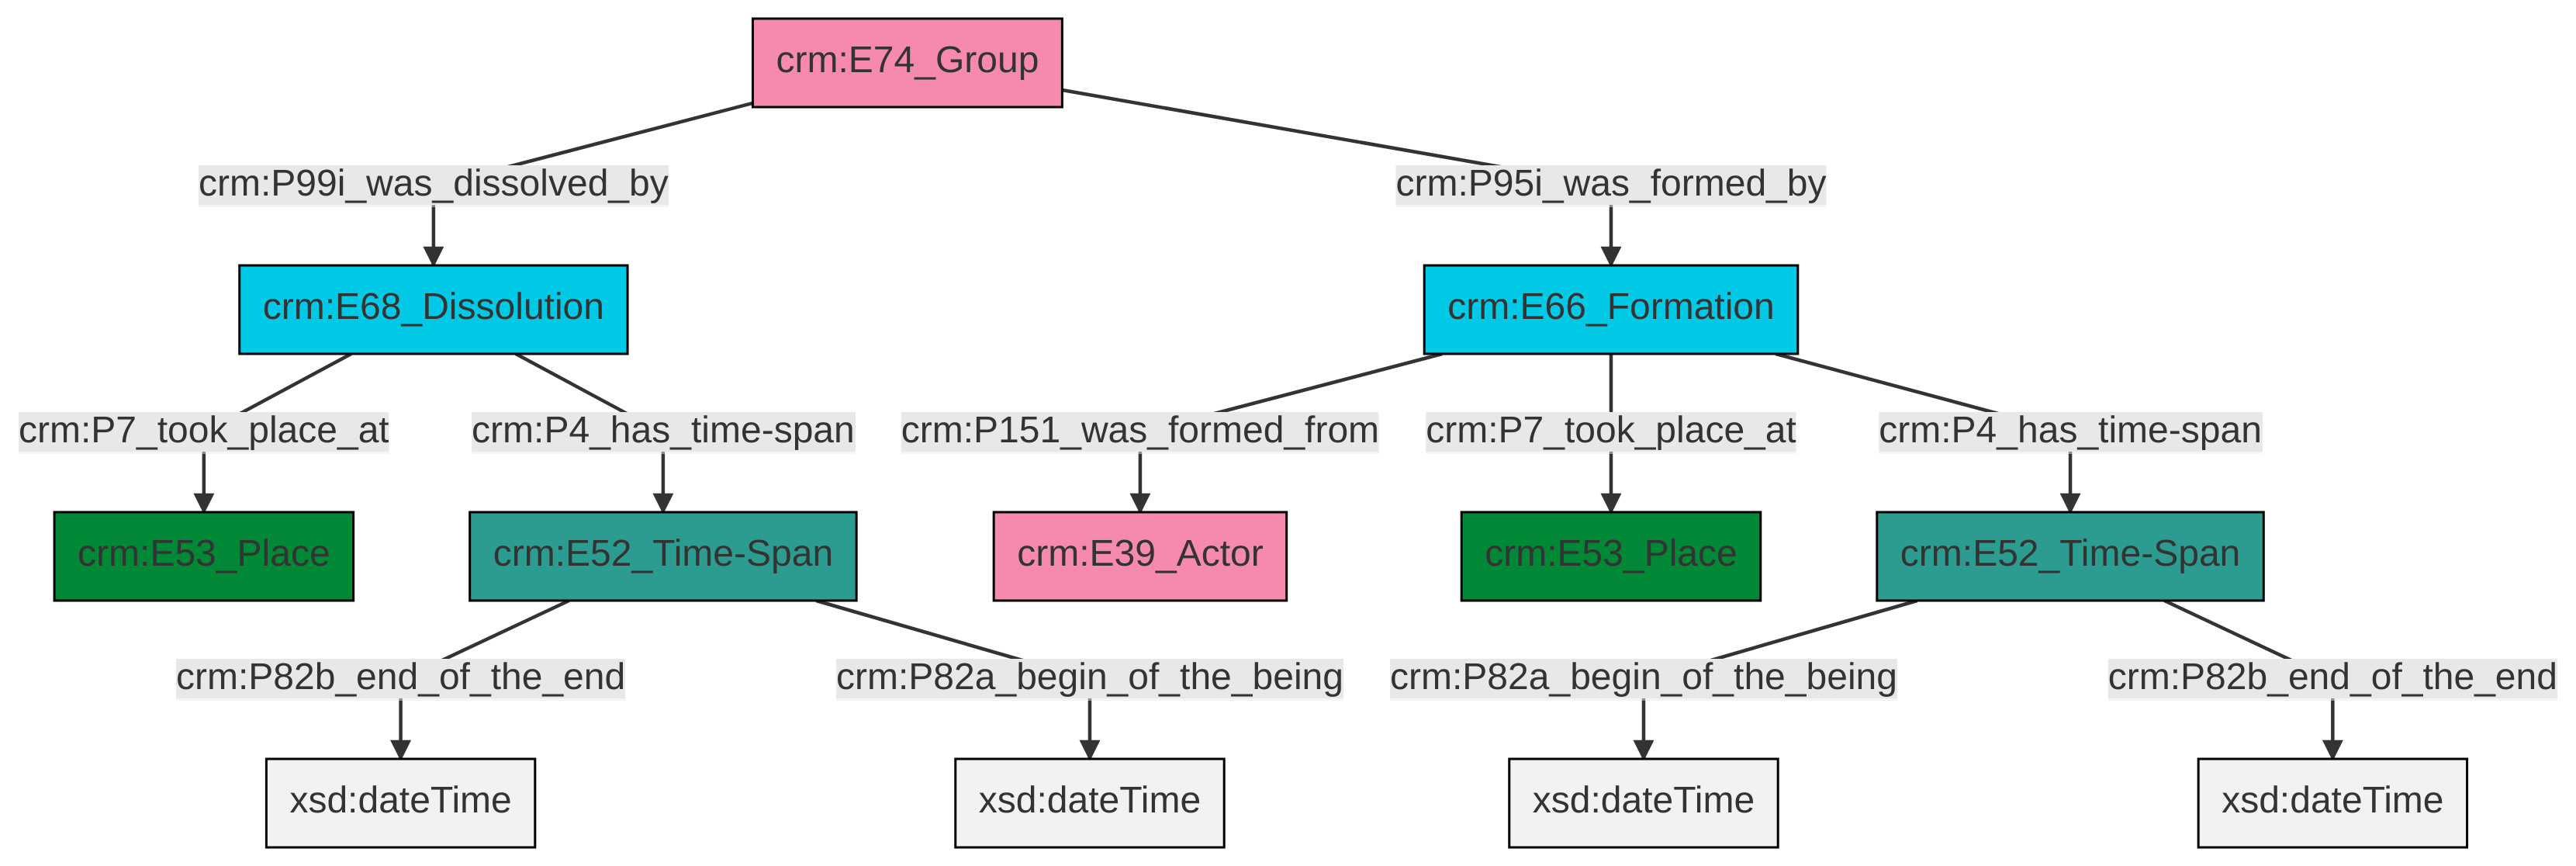 crm:E74_Group
crm:P99i_was_dissolved_by
crm:P95i_was_formed_by
crm:E68_Dissolution
crm:E66_Formation
crm:P7_took_place_at
crm:P4_has_time-span
crm:P151_was_formed_from
crm:P7_took_place_at
crm:P4_has_time-span
crm:E53_Place
crm:E52_Time-Span
crm:E39_Actor
crm:E53_Place
crm:E52_Time-Span
crm:P82b_end_of_the_end
crm:P82a_begin_of_the_being
crm:P82a_begin_of_the_being
crm:P82b_end_of_the_end
xsd:dateTime
xsd:dateTime
xsd:dateTime
xsd:dateTime